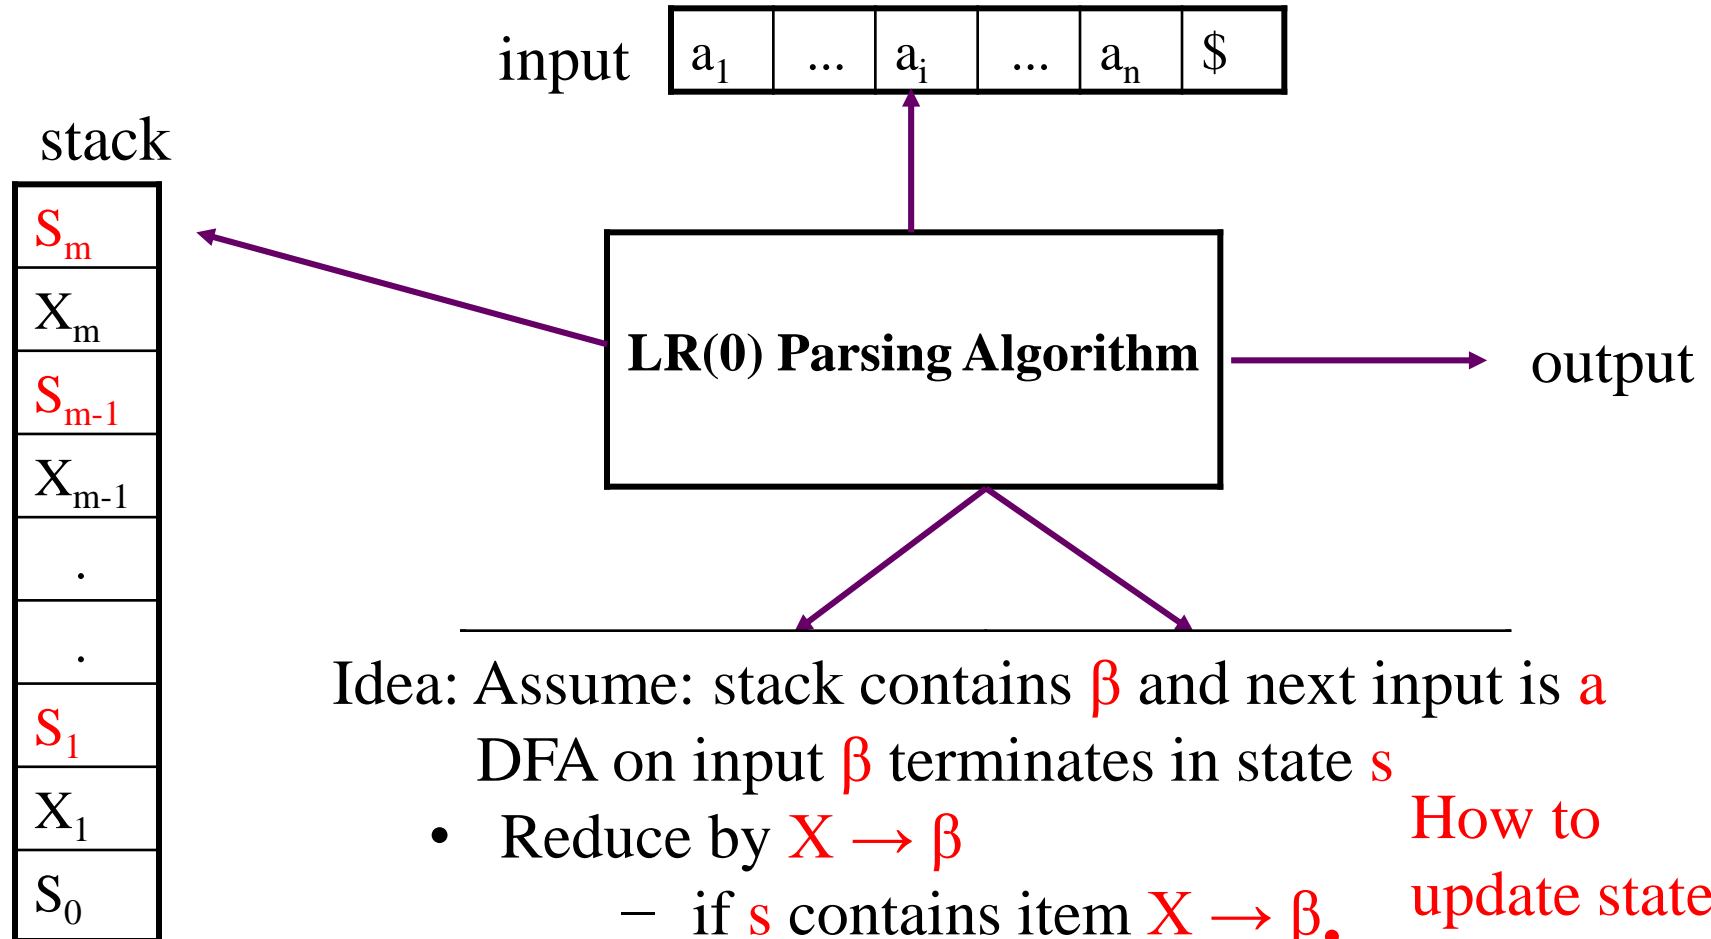 input a₁ ... aᵢ ... aₙ $
stack
Sₘ
Xₘ
Sₘ₋₁
Xₘ₋₁
.
.
S₁
X₁
S₀
LR(0) Parsing Algorithm
output
Idea: Assume: stack contains β and next input is a
DFA on input β terminates in state s
• Reduce by X → β
– if s contains item X → β.
How to
update state